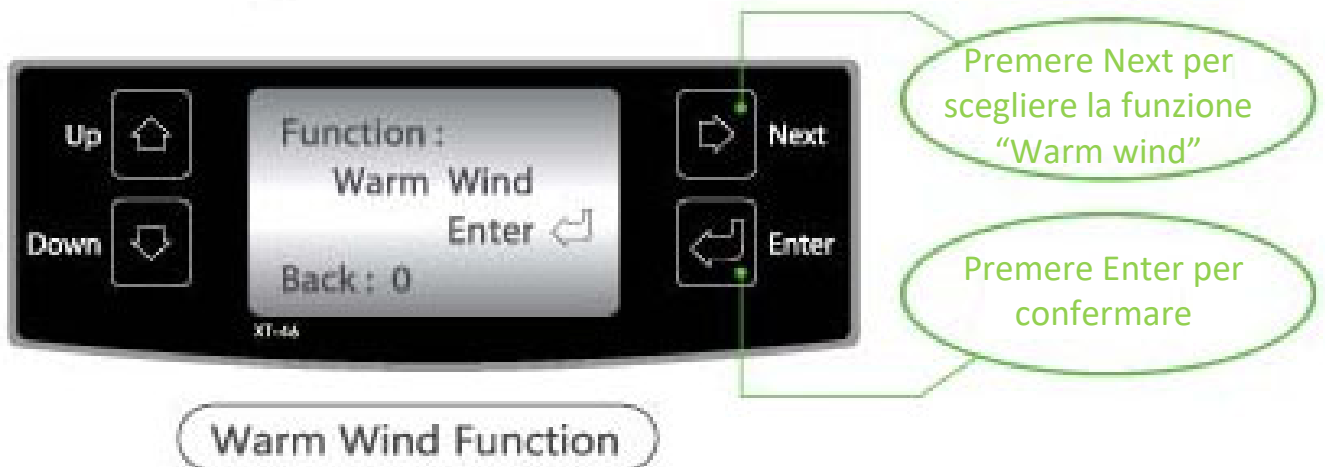 Up
Down
Function :
Warm Wind
Enter
Back : 0
XT-46
Next
Enter
Premere Next per
scegliere la funzione
“Warm wind”
Premere Enter per
confermare
Warm Wind Function